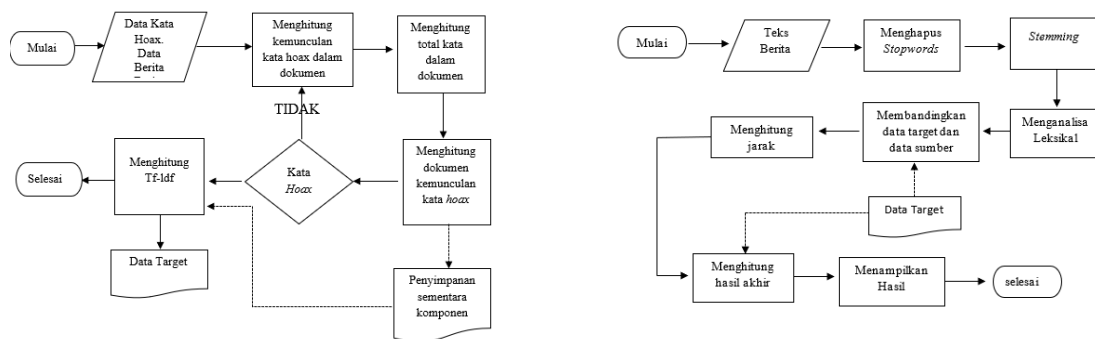 Mulai
Data Kata
Hoax.
Data
Berita
Menghitung
kemunculan
kata hoax dalam
dokumen
Menghitung
total kata
dalam
dokumen
TIDAK
Selesai
Menghitung
Tf-Idf
Kata
Hoax
Menghitung
dokumen
kemunculan
kata hoax
Data Target
Penyimpanan
sementara
komponen
Mulai
Teks
Berita
Menghapus
Stopwords
Stemming
Menghitung
jarak
Membandingkan
data target dan
data sumber
Menganalisa
Leksikal
Data Target
Menghitung
hasil akhir
Menampilkan
Hasil
selesai